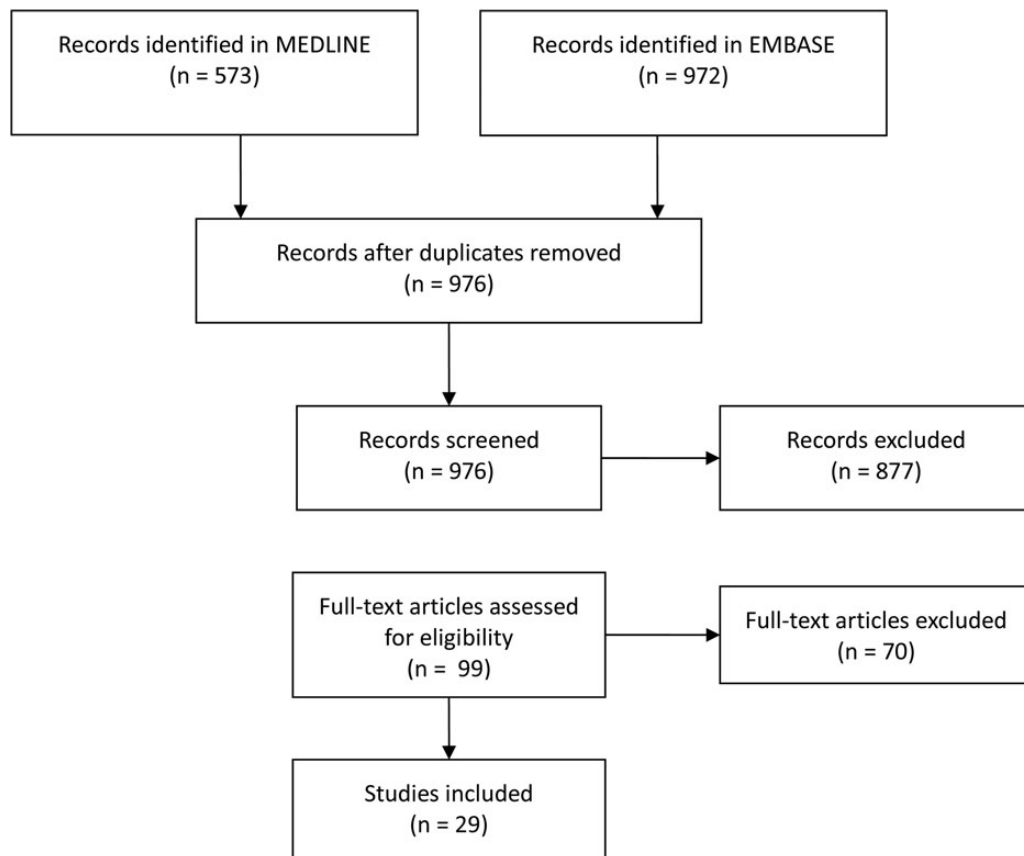 Records identified in MEDLINE
(n = 573)
Records identified in EMBASE
(n = 972)
Records after duplicates removed
(n = 976)
Records screened
(n = 976)
Records excluded
(n = 877)
Full-text articles assessed
for eligibility
(n =  99)
Full-text articles excluded
(n = 70)
Studies included
(n = 29)